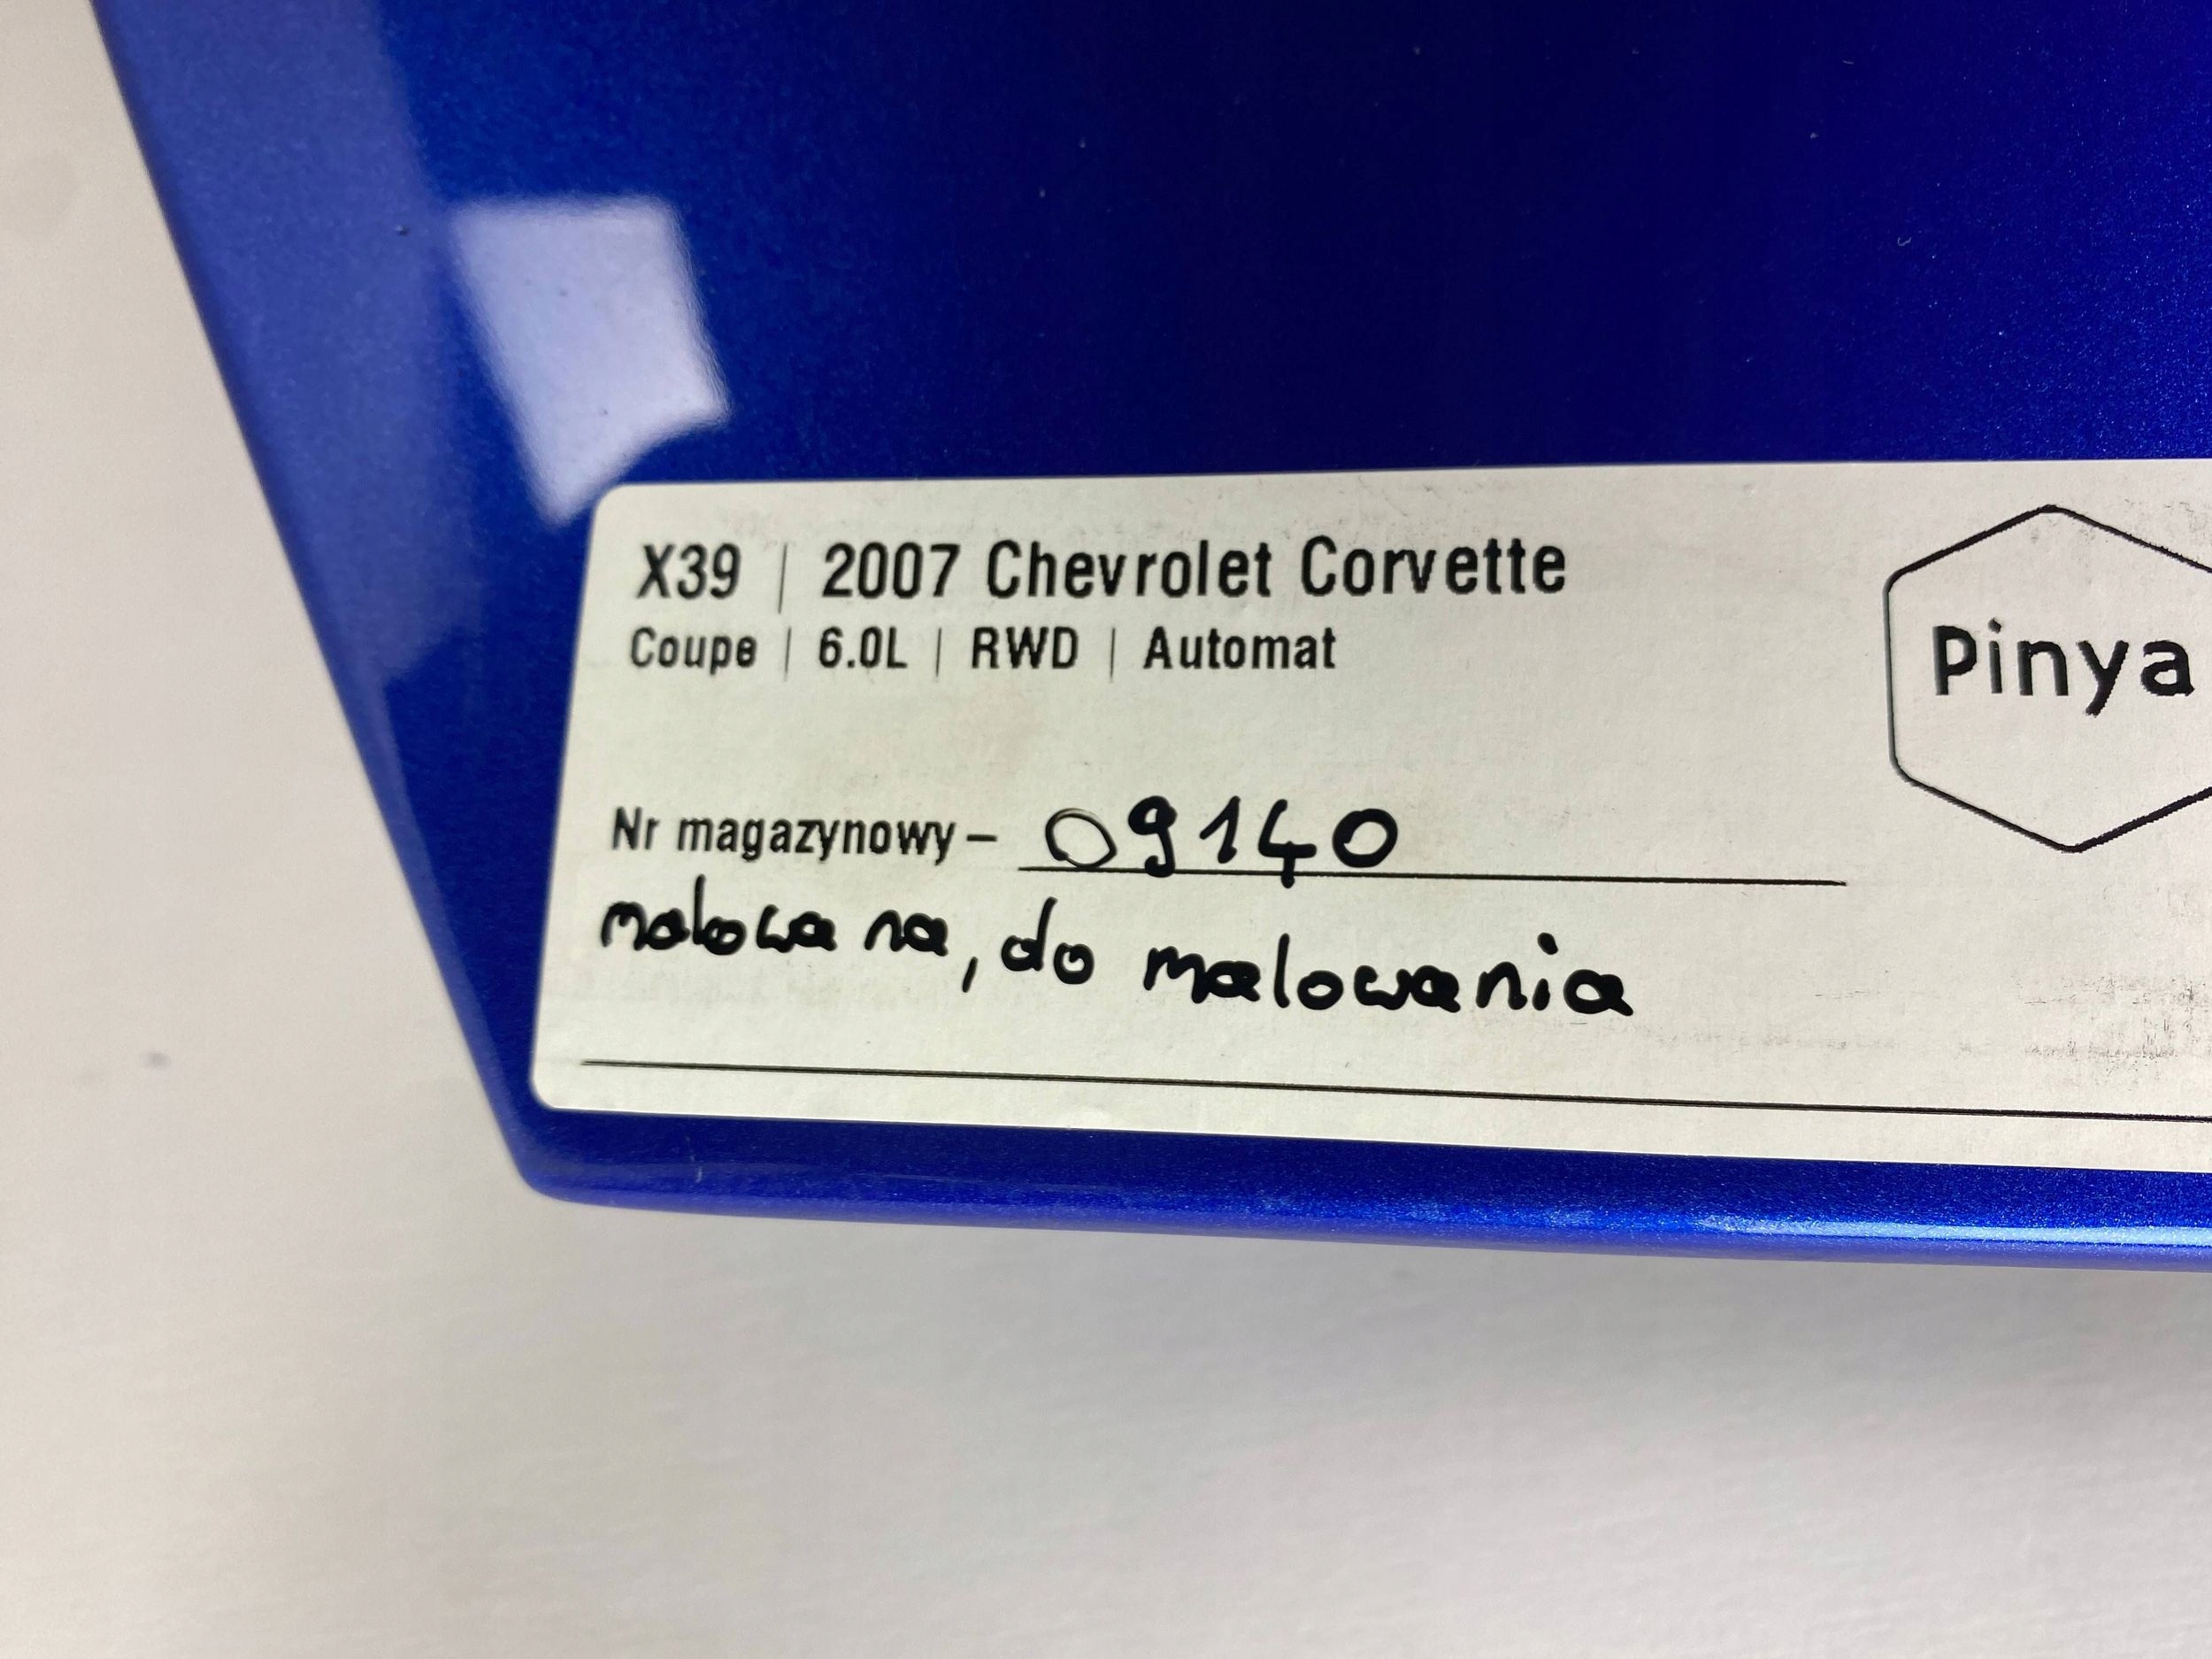 X39 | 2007 Chevrolet Corvette
Coupe | 6.0L | RWD | Automat
Pinya
Nr magazynowy – 09140
malowana, do malowania